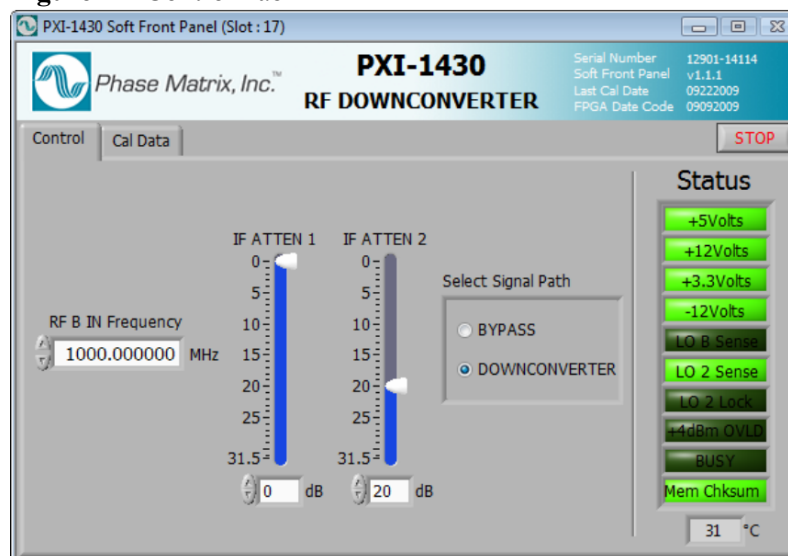 PXI-1430 Soft Front Panel (Slot : 17)
Phase Matrix, Inc.™
PXI-1430
RF DOWNCONVERTER
Serial Number 12901-14114
Soft Front Panel v1.1.1
Last Cal Date 09222009
FPGA Date Code 09092009
Control
Cal Data
STOP
Status
+5Volts
+12Volts
+3.3Volts
-12Volts
LO B Sense
LO 2 Sense
LO 2 Lock
+4dBm OVLD
BUSY
Mem Chksum
31 °C
RF B IN Frequency
1000.000000 MHz
IF ATTEN 1
0
5
10
15
20
25
31.5
0 dB
IF ATTEN 2
0
5
10
15
20
25
31.5
20 dB
Select Signal Path
BYPASS
DOWNCONVERTER